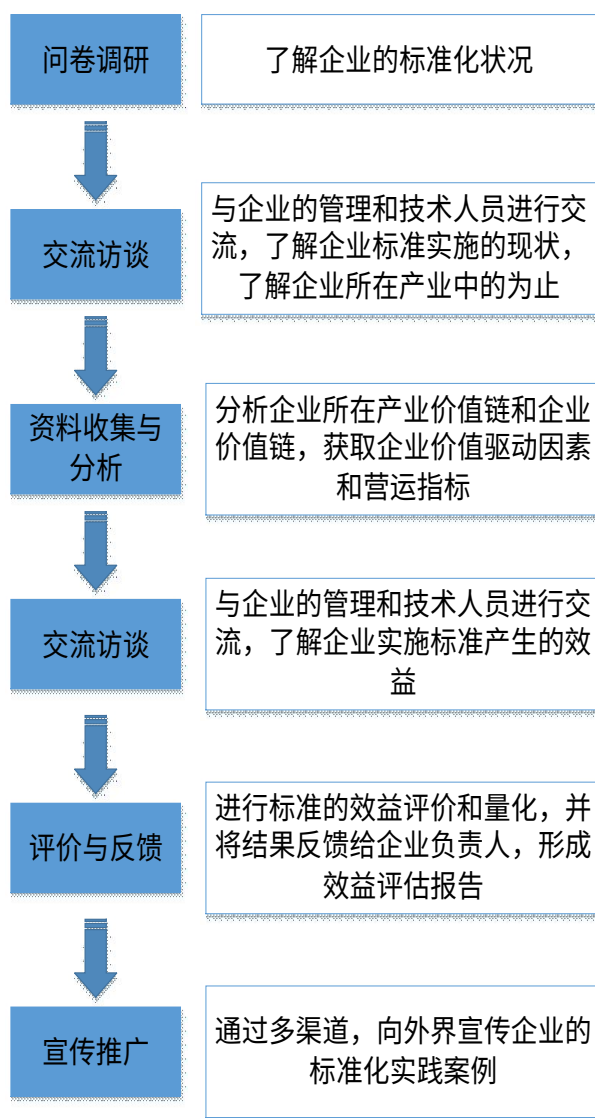 问卷调研
了解企业的标准化状况
交流访谈
与企业的管理和技术人员进行交
流，了解企业标准实施的现状，
了解企业所在产业中的为止
资料收集与
分析
分析企业所在产业价值链和企业
价值链，获取企业价值驱动因素
和营运指标
交流访谈
与企业的管理和技术人员进行交
流，了解企业实施标准产生的效
益
评价与反馈
进行标准的效益评价和量化，并
将结果反馈给企业负责人，形成
效益评估报告
宣传推广
通过多渠道，向外界宣传企业的
标准化实践案例